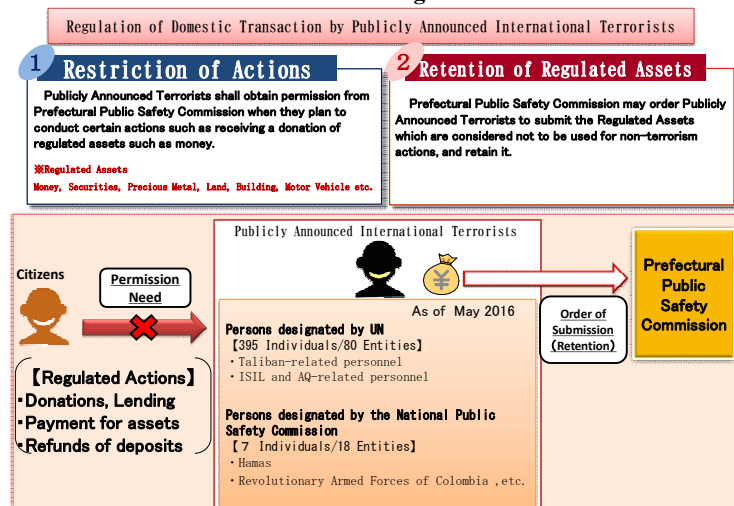 Regulation of Domestic Transaction by Publicly Announced International Terrorists
1
Restriction of Actions
Publicly Announced Terrorists shall obtain permission from
Prefectural Public Safety Commission when they plan to
conduct certain actions such as receiving a donation of
regulated assets such as money.
※Regulated Assets
Money, Securities, Precious Metal, Land, Building, Motor Vehicle etc.
2
Retention of Regulated Assets
Prefectural Public Safety Commission may order Publicly
Announced Terrorists to submit the Regulated Assets
which are considered not to be used for non-terrorism
actions, and retain it.
Citizens
Permission
Need
【Regulated Actions】
・Donations, Lending
・Payment for assets
・Refunds of deposits
Publicly Announced International Terrorists
As of May 2016
Persons designated by UN
【395 Individuals/80 Entities】
・Taliban-related personnel
・ISIL and AQ-related personnel
Persons designated by the National Public
Safety Commission
【７ Individuals/18 Entities】
・Hamas
・Revolutionary Armed Forces of Colombia ,etc.
Order of
Submission
(Retention)
Prefectural
Public
Safety
Commission